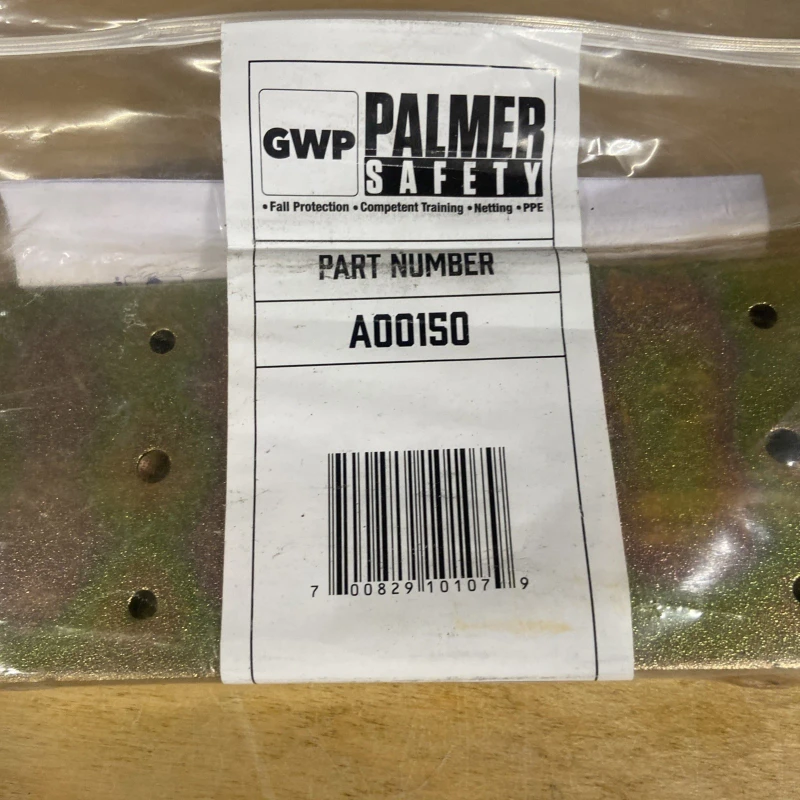 GWP
PALMER
SAFETY
• Fall Protection • Competent Training • Netting • PPE
PART NUMBER
A00150
7 00829 10107 9